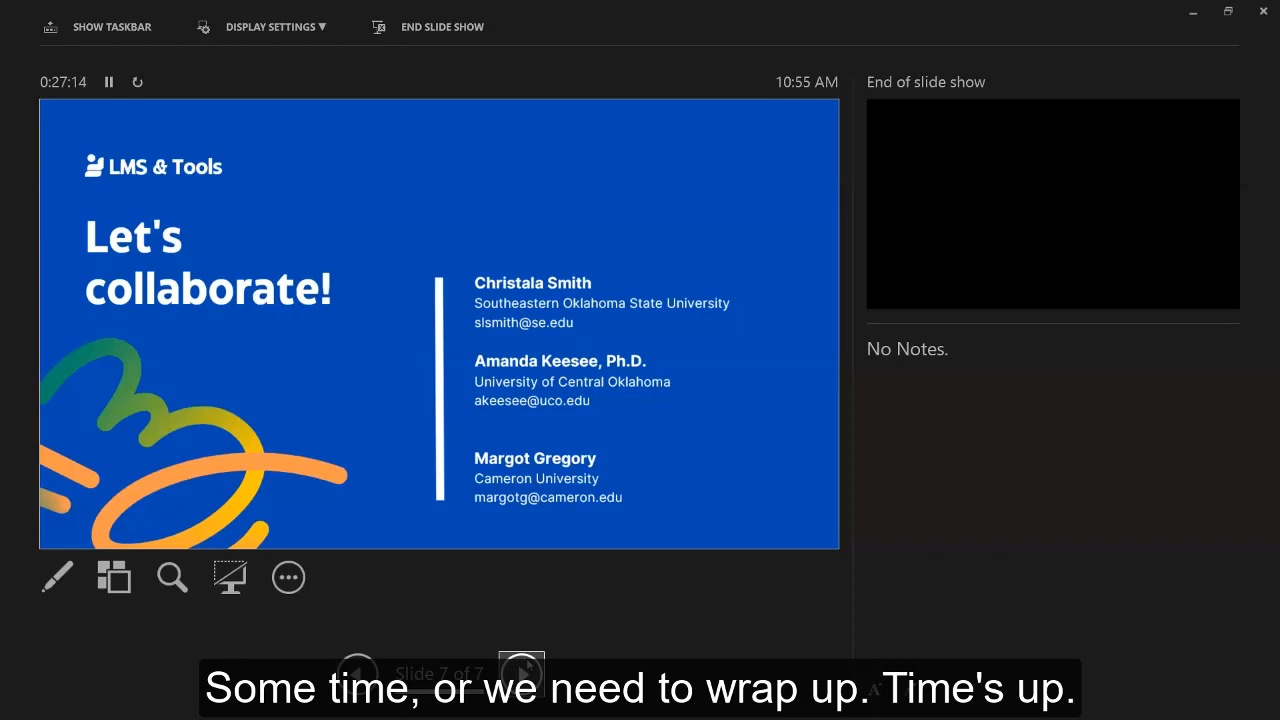 SHOW TASKBAR
DISPLAY SETTINGS ▼
END SLIDE SHOW
0:27:14
10:55 AM
End of slide show
LMS & Tools
Let's
collaborate!
Christala Smith
Southeastern Oklahoma State University
slsmith@se.edu
Amanda Keesee, Ph.D.
University of Central Oklahoma
akeesee@uco.edu
Margot Gregory
Cameron University
margotg@cameron.edu
No Notes.
Slide 7 of 7
Some time, or we need to wrap up. Time's up.